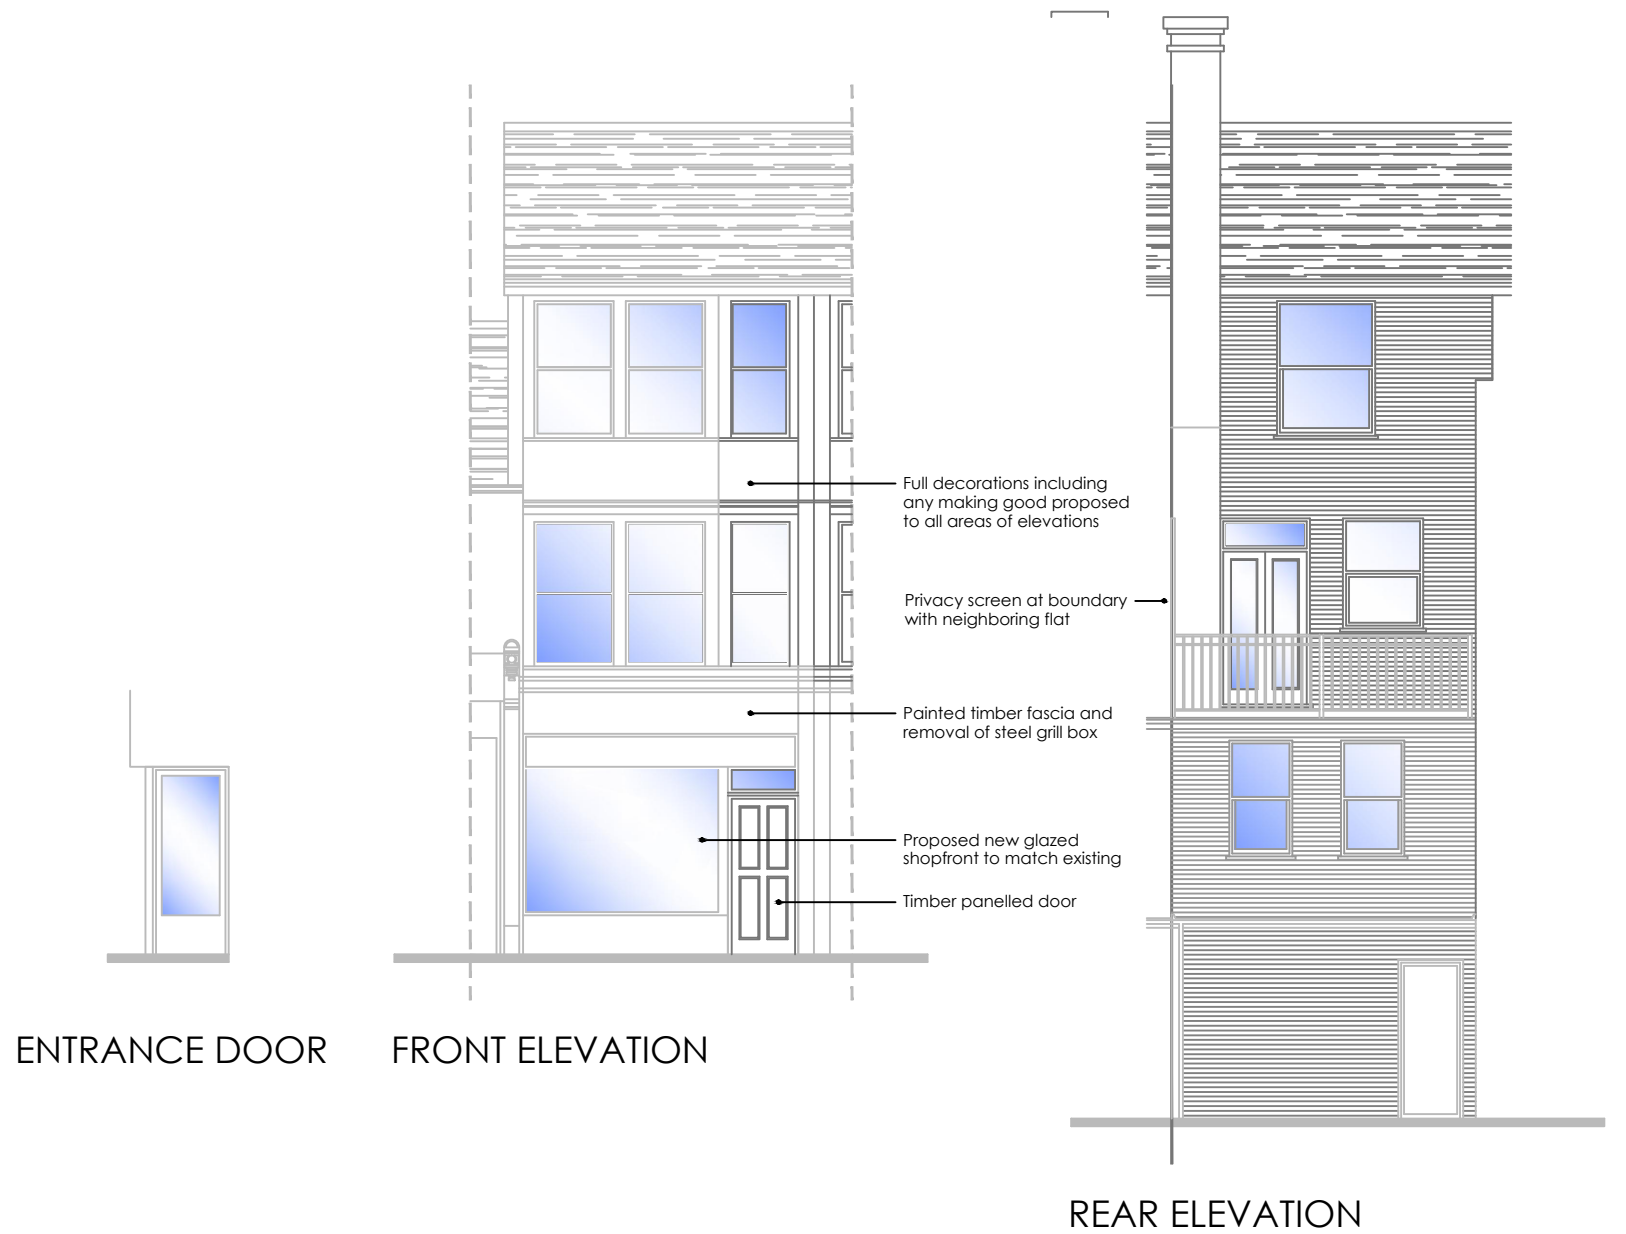 Full decorations including
any making good proposed
to all areas of elevations
Privacy screen at boundary
with neighboring flat
Painted timber fascia and
removal of steel grill box
Proposed new glazed
shopfront to match existing
Timber panelled door
ENTRANCE DOOR
FRONT ELEVATION
REAR ELEVATION